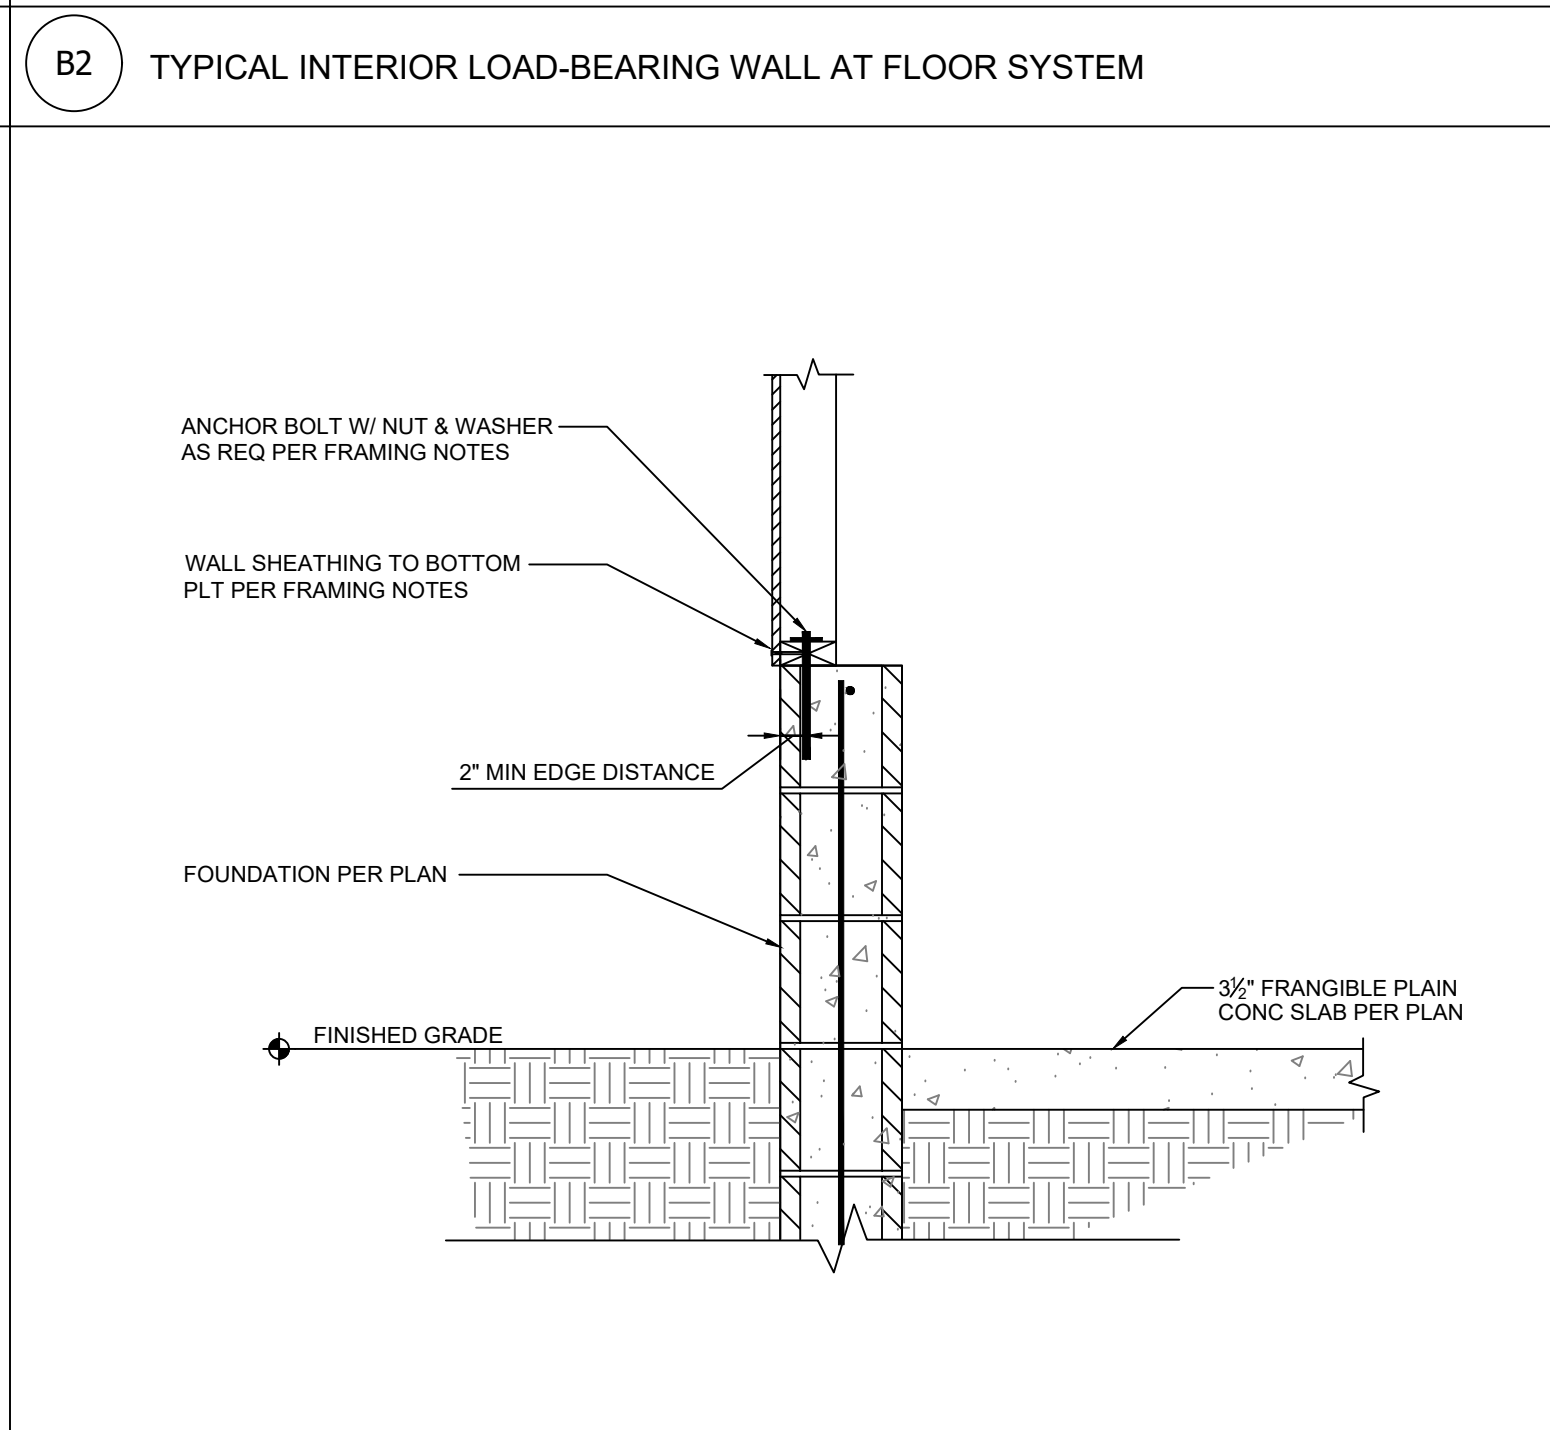 B2
TYPICAL INTERIOR LOAD-BEARING WALL AT FLOOR SYSTEM
ANCHOR BOLT W/ NUT & WASHER
AS REQ PER FRAMING NOTES
WALL SHEATHING TO BOTTOM
PLT PER FRAMING NOTES
2" MIN EDGE DISTANCE
FOUNDATION PER PLAN
3½" FRANGIBLE PLAIN
CONC SLAB PER PLAN
FINISHED GRADE